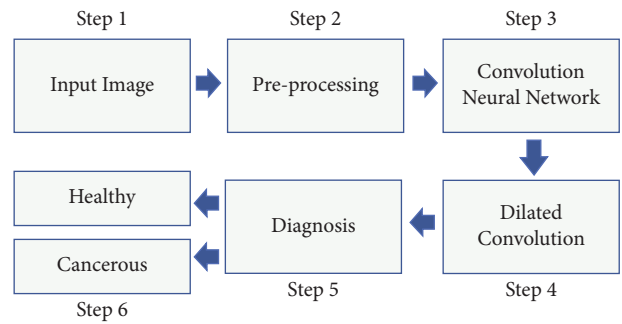 Step 1
Input Image
Step 2
Pre-processing
Step 3
Convolution
Neural Network
Dilated
Convolution
Step 4
Diagnosis
Step 5
Healthy
Cancerous
Step 6